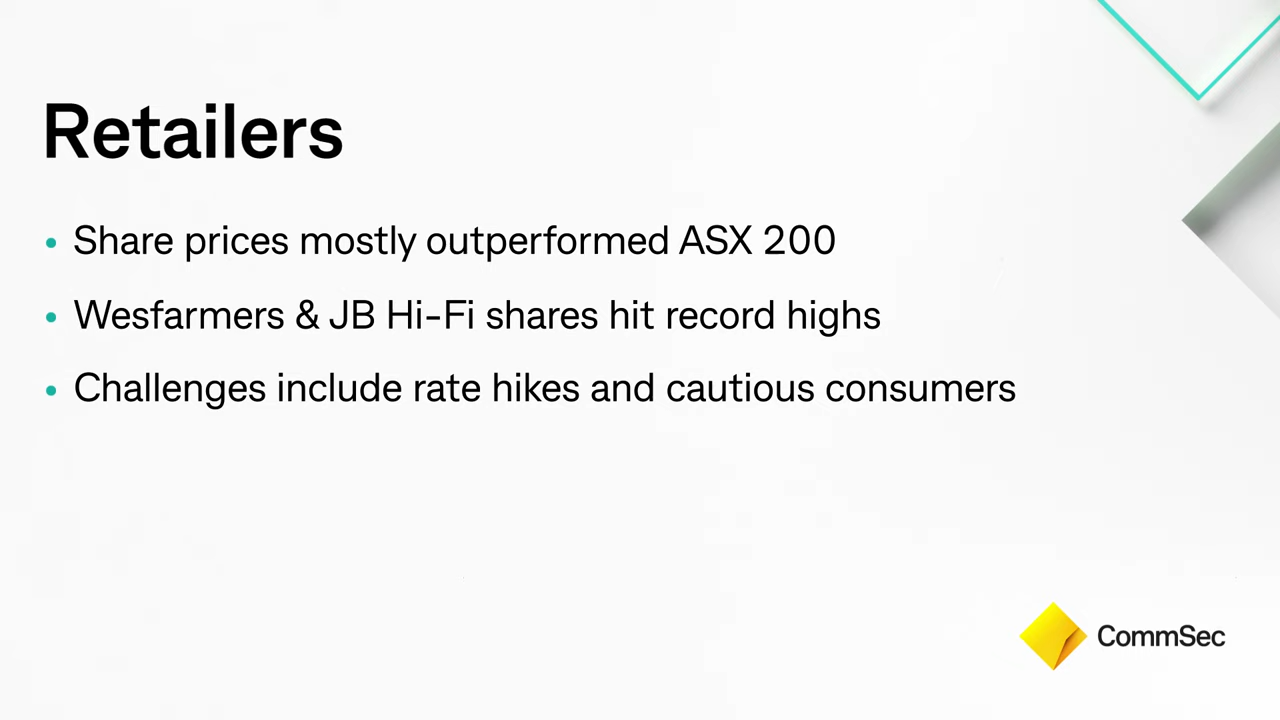 Retailers
• Share prices mostly outperformed ASX 200
• Wesfarmers & JB Hi-Fi shares hit record highs
• Challenges include rate hikes and cautious consumers
CommSec